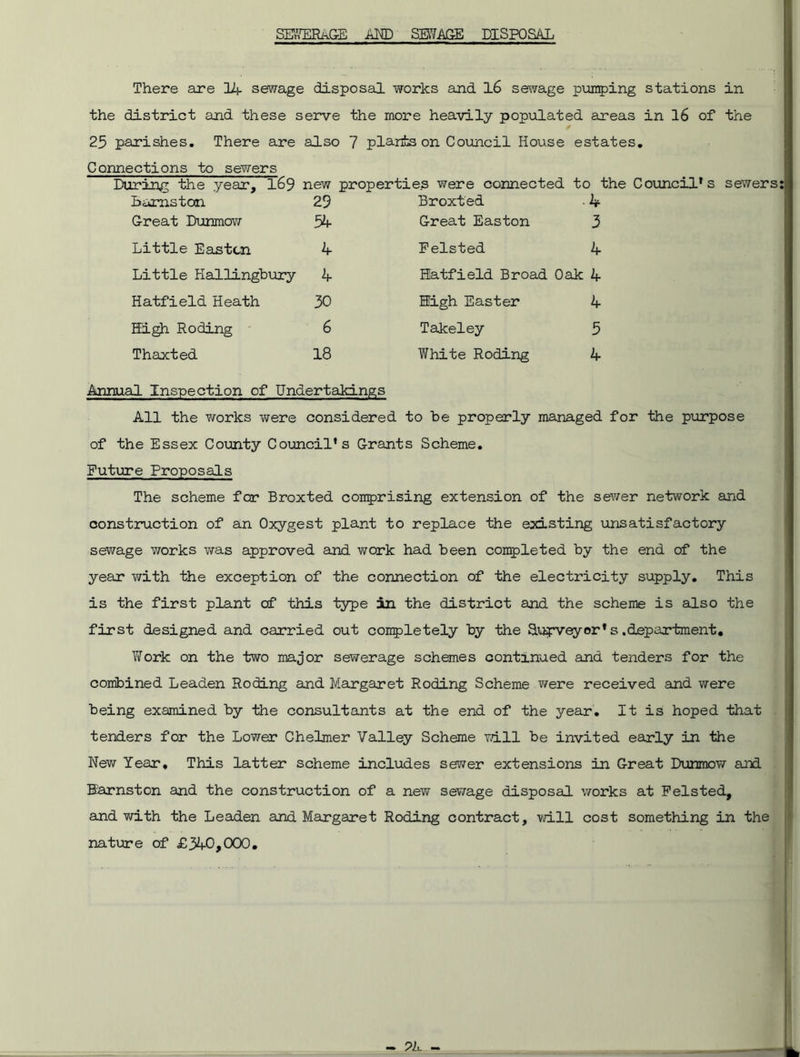 SEWERAGE AND SEWAGE DISPOSAL
There are 14 sewage disposal works and 16 sewage pumping stations in
the district and these serve the more heavily populated areas in 16 of the
25 parishes. There are also 7 plants on Council House estates.
Connections to sewers
During the year, 169 new properties were connected to the Council's sewers:
Barnston 29 Broxted 4
Great Dunmow 54 Great Easton 3
Little Easton 4 Felsted 4
Little Hallingbury 4 Hatfield Broad Oak 4
Hatfield Heath 30 High Easter 4
High Roding 6 Takeley 5
Thaxted 18 White Roding 4
Annual Inspection of Undertakings
All the works were considered to be properly managed for the purpose
of the Essex County Council's Grants Scheme.
Future Proposals
The scheme for Broxted comprising extension of the sewer network and
construction of an Oxygest plant to replace the existing unsatisfactory
sewage works was approved and work had been completed by the end of the
year with the exception of the connection of the electricity supply. This
is the first plant of this type in the district and the scheme is also the
first designed and carried out completely by the Surveyor's department.
Work on the two major sewerage schemes continued and tenders for the
combined Leaden Roding and Margaret Roding Scheme were received and were
being examined by the consultants at the end of the year. It is hoped that
tenders for the Lower Chelmer Valley Scheme will be invited early in the
New Year. This latter scheme includes sewer extensions in Great Dunmow and
Barnston and the construction of a new sewage disposal works at Felsted,
and with the Leaden and Margaret Roding contract, will cost something in the
nature of £340,000.
- 24 -